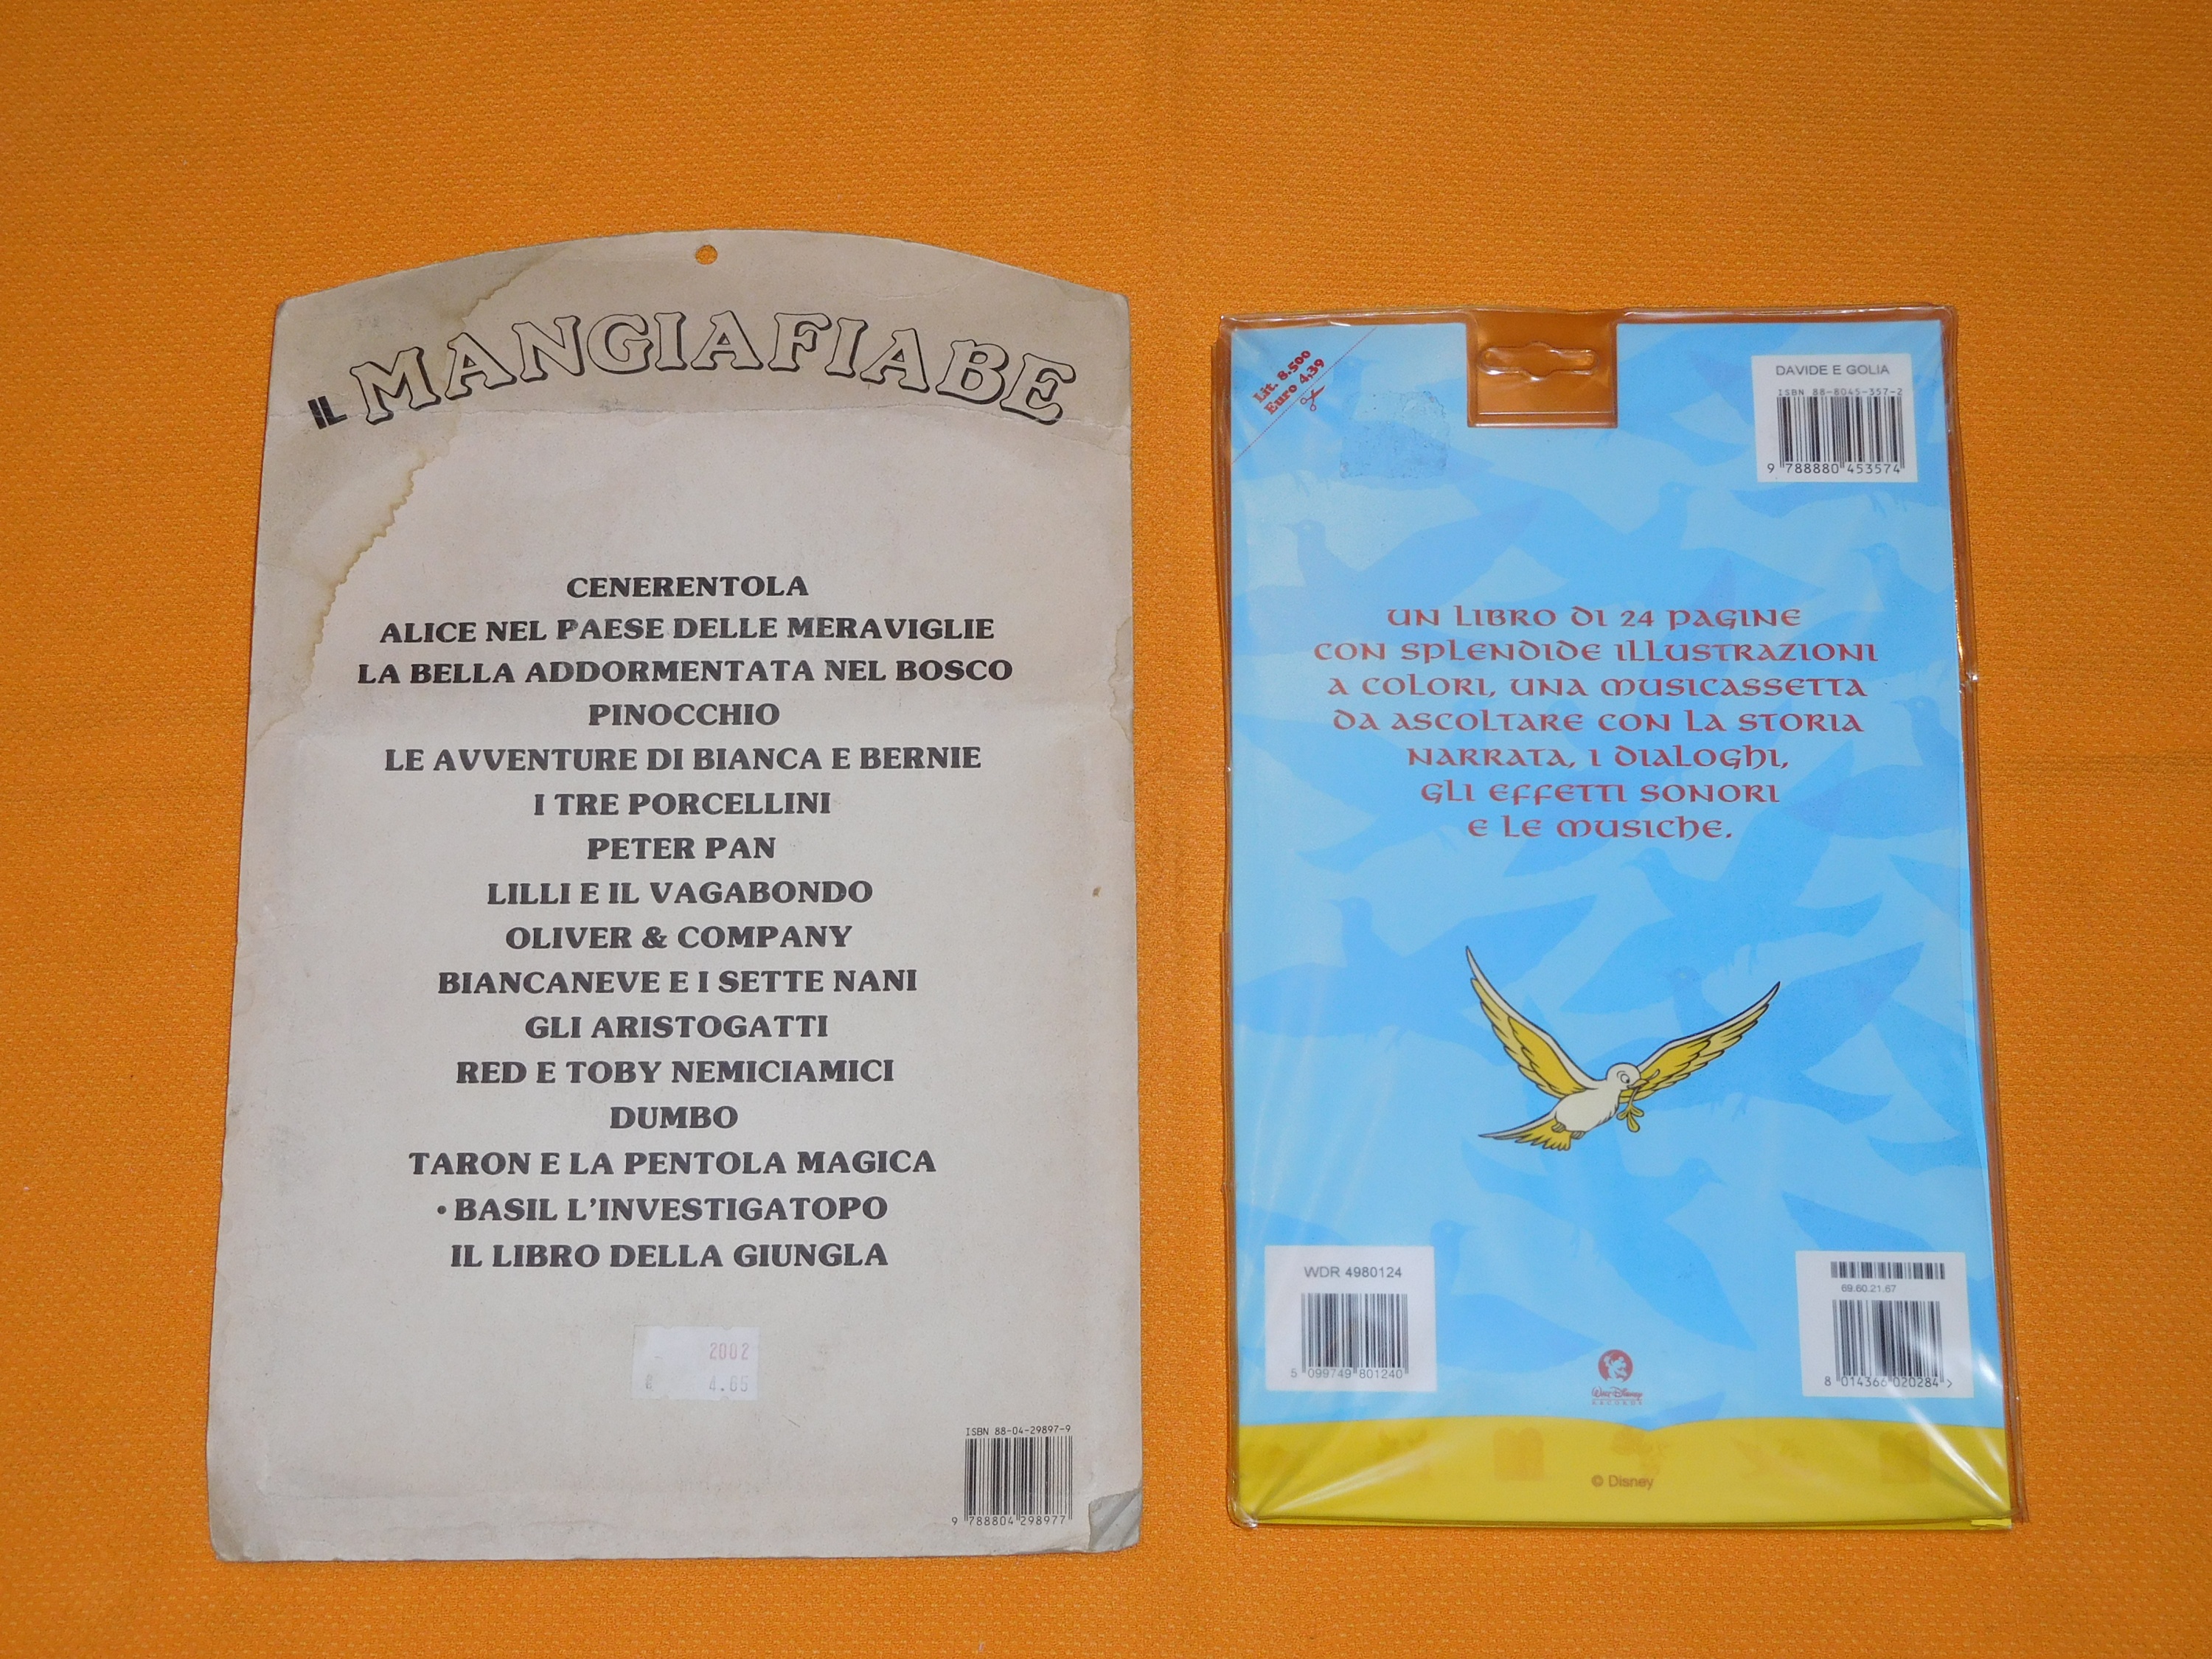 IL MANGIAFIABE
CENERENTOLA
ALICE NEL PAESE DELLE MERAVIGLIE
LA BELLA ADDORMENTATA NEL BOSCO
PINOCCHIO
LE AVVENTURE DI BIANCA E BERNIE
I TRE PORCELLINI
PETER PAN
LILLI E IL VAGABONDO
OLIVER & COMPANY
BIANCANEVE E I SETTE NANI
GLI ARISTOGATTI
RED E TOBY NEMICIAMICI
DUMBO
TARON E LA PENTOLA MAGICA
• BASIL L'INVESTIGATOPO
IL LIBRO DELLA GIUNGLA
2002
4.65
ISBN 88-04-29897-9
9 788804 298977
Lit. 8.500
Euro 4,39
DAVIDE E GOLIA
ISBN 88-8045-357-2
9 788880 453574
UN LIBRO DI 24 PAGINE
CON SPLENDIDE ILLUSTRAZIONI
A COLORI, UNA MUSICASSETTA
DA ASCOLTARE CON LA STORIA
NARRATA, I DIALOGHI,
GLI EFFETTI SONORI
E LE MUSICHE.
WDR 4980124
5 099749 801240
69.60.21.67
8 014366 020284 >
Walt Disney
RECORDS
© Disney